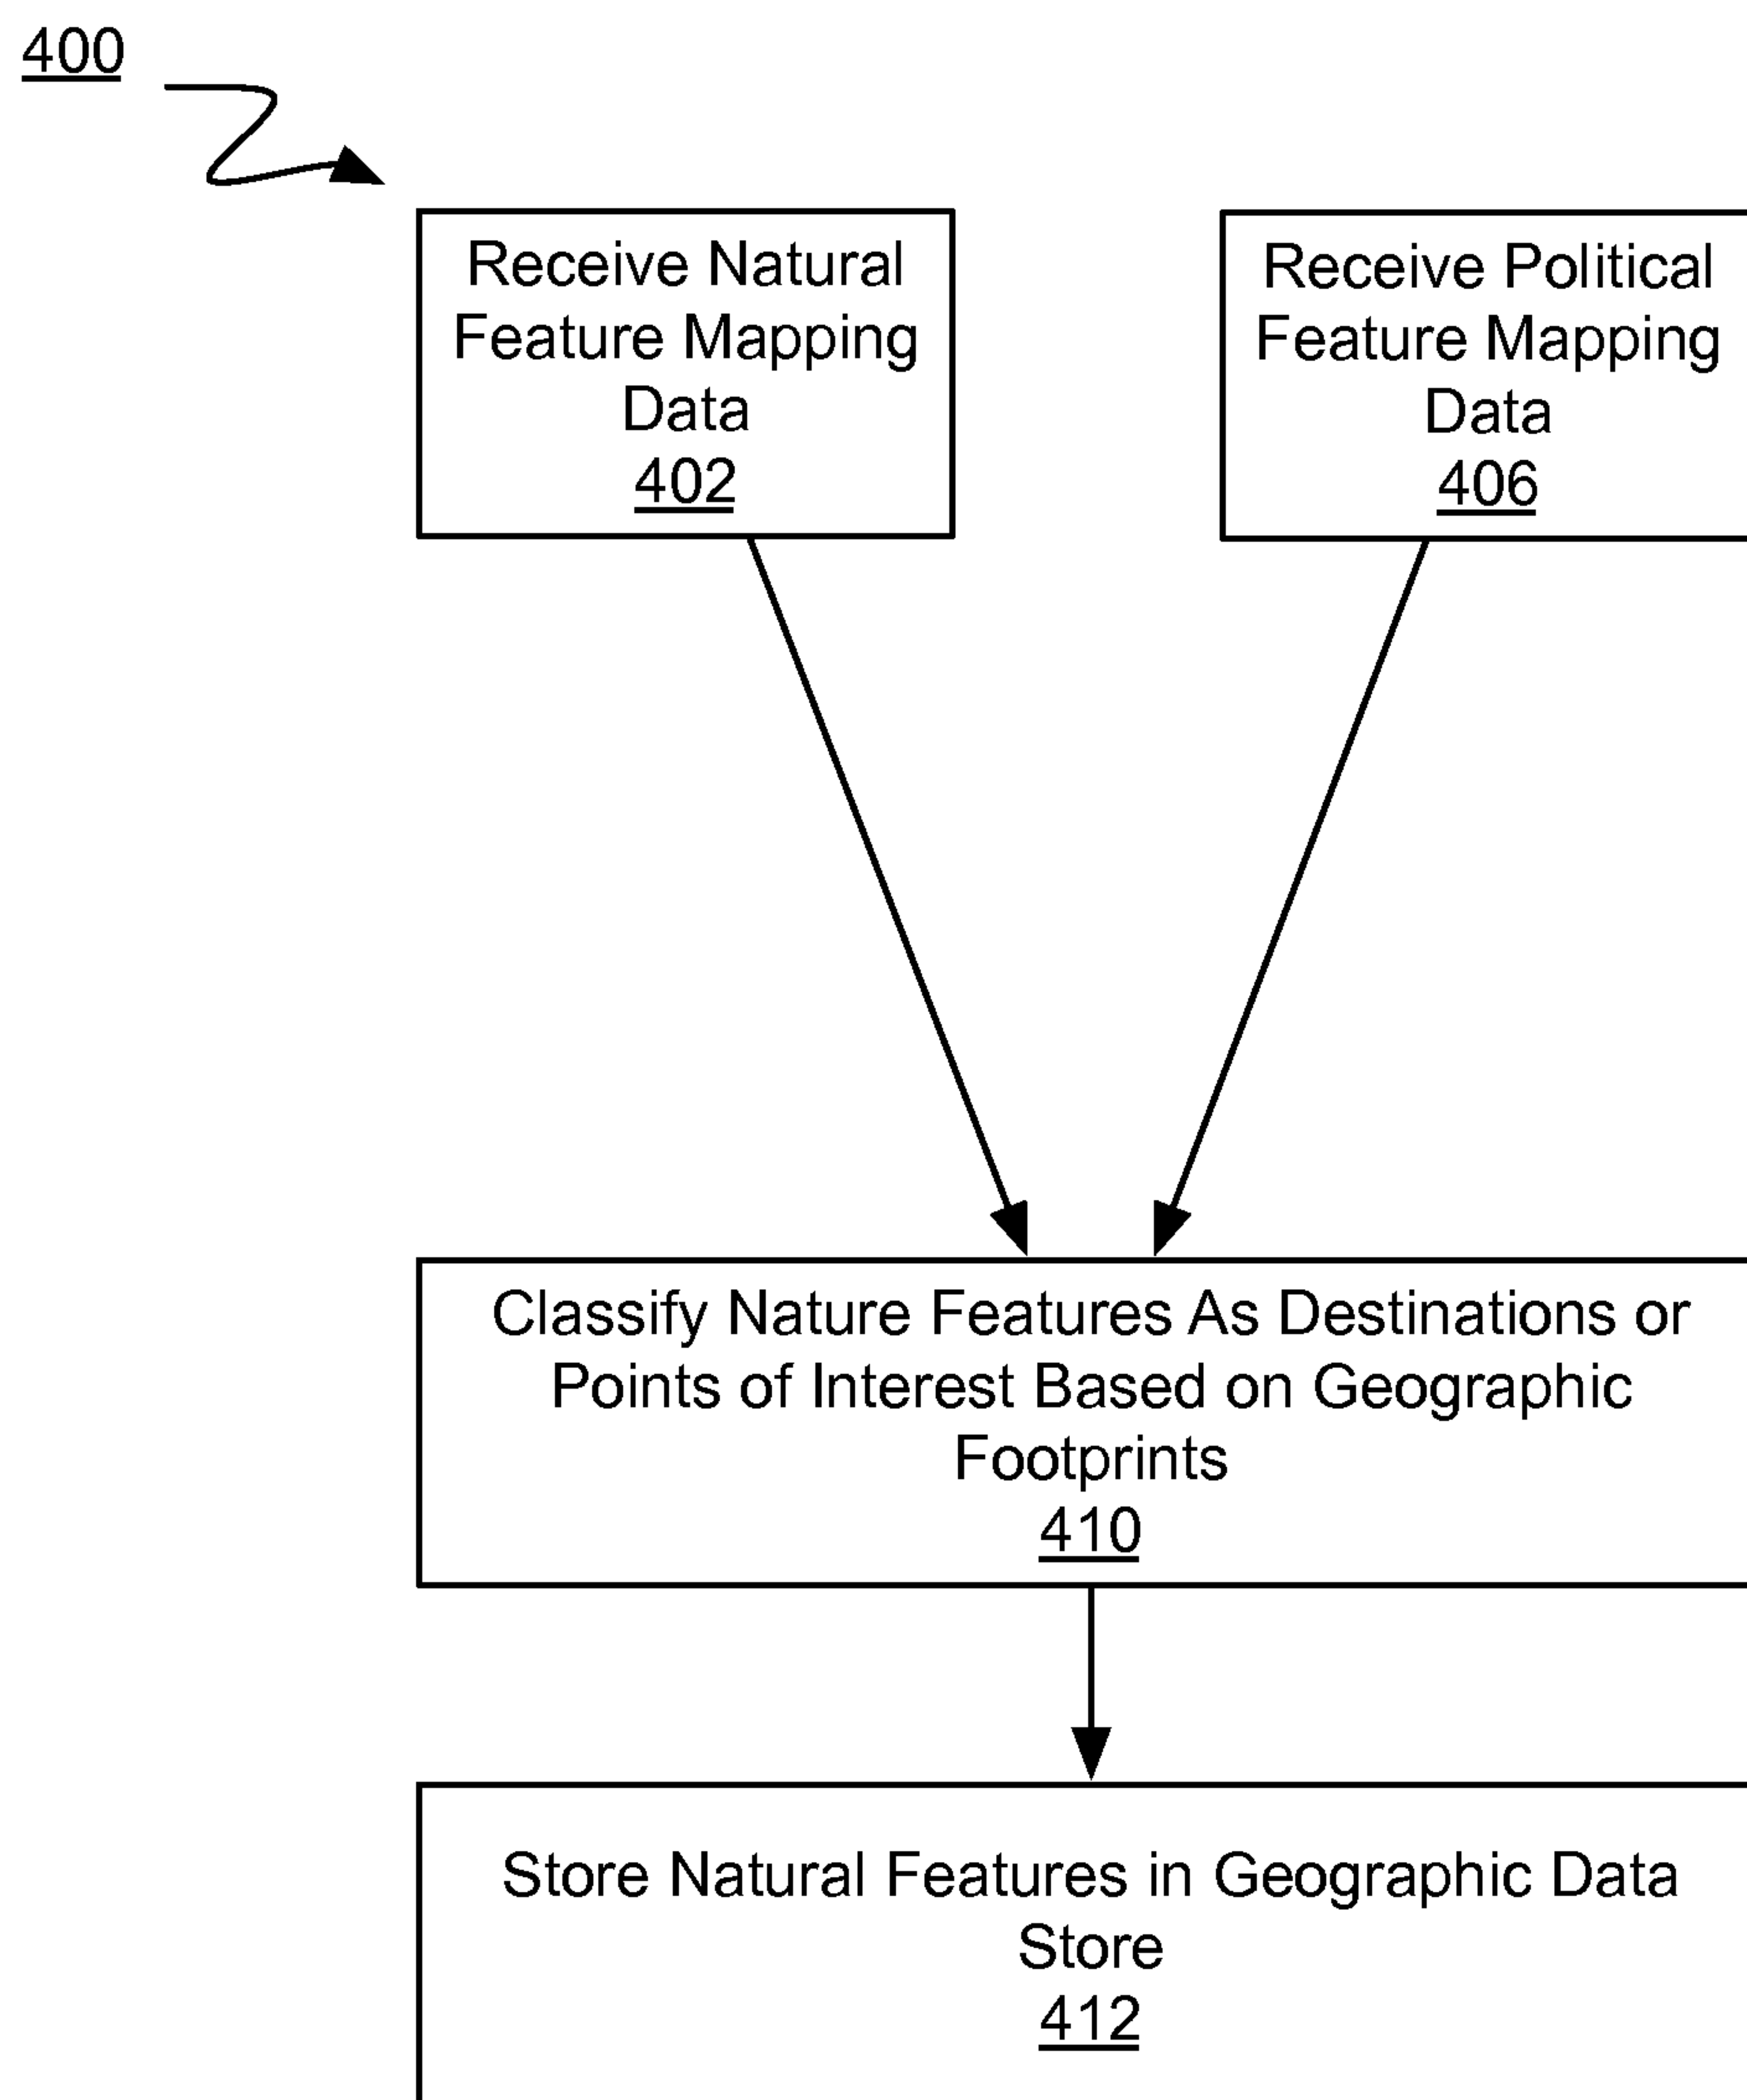 400
Receive Natural
Feature Mapping
Data
402
Receive Political
Feature Mapping
Data
406
Classify Nature Features As Destinations or
Points of Interest Based on Geographic
Footprints
410
Store Natural Features in Geographic Data
Store
412